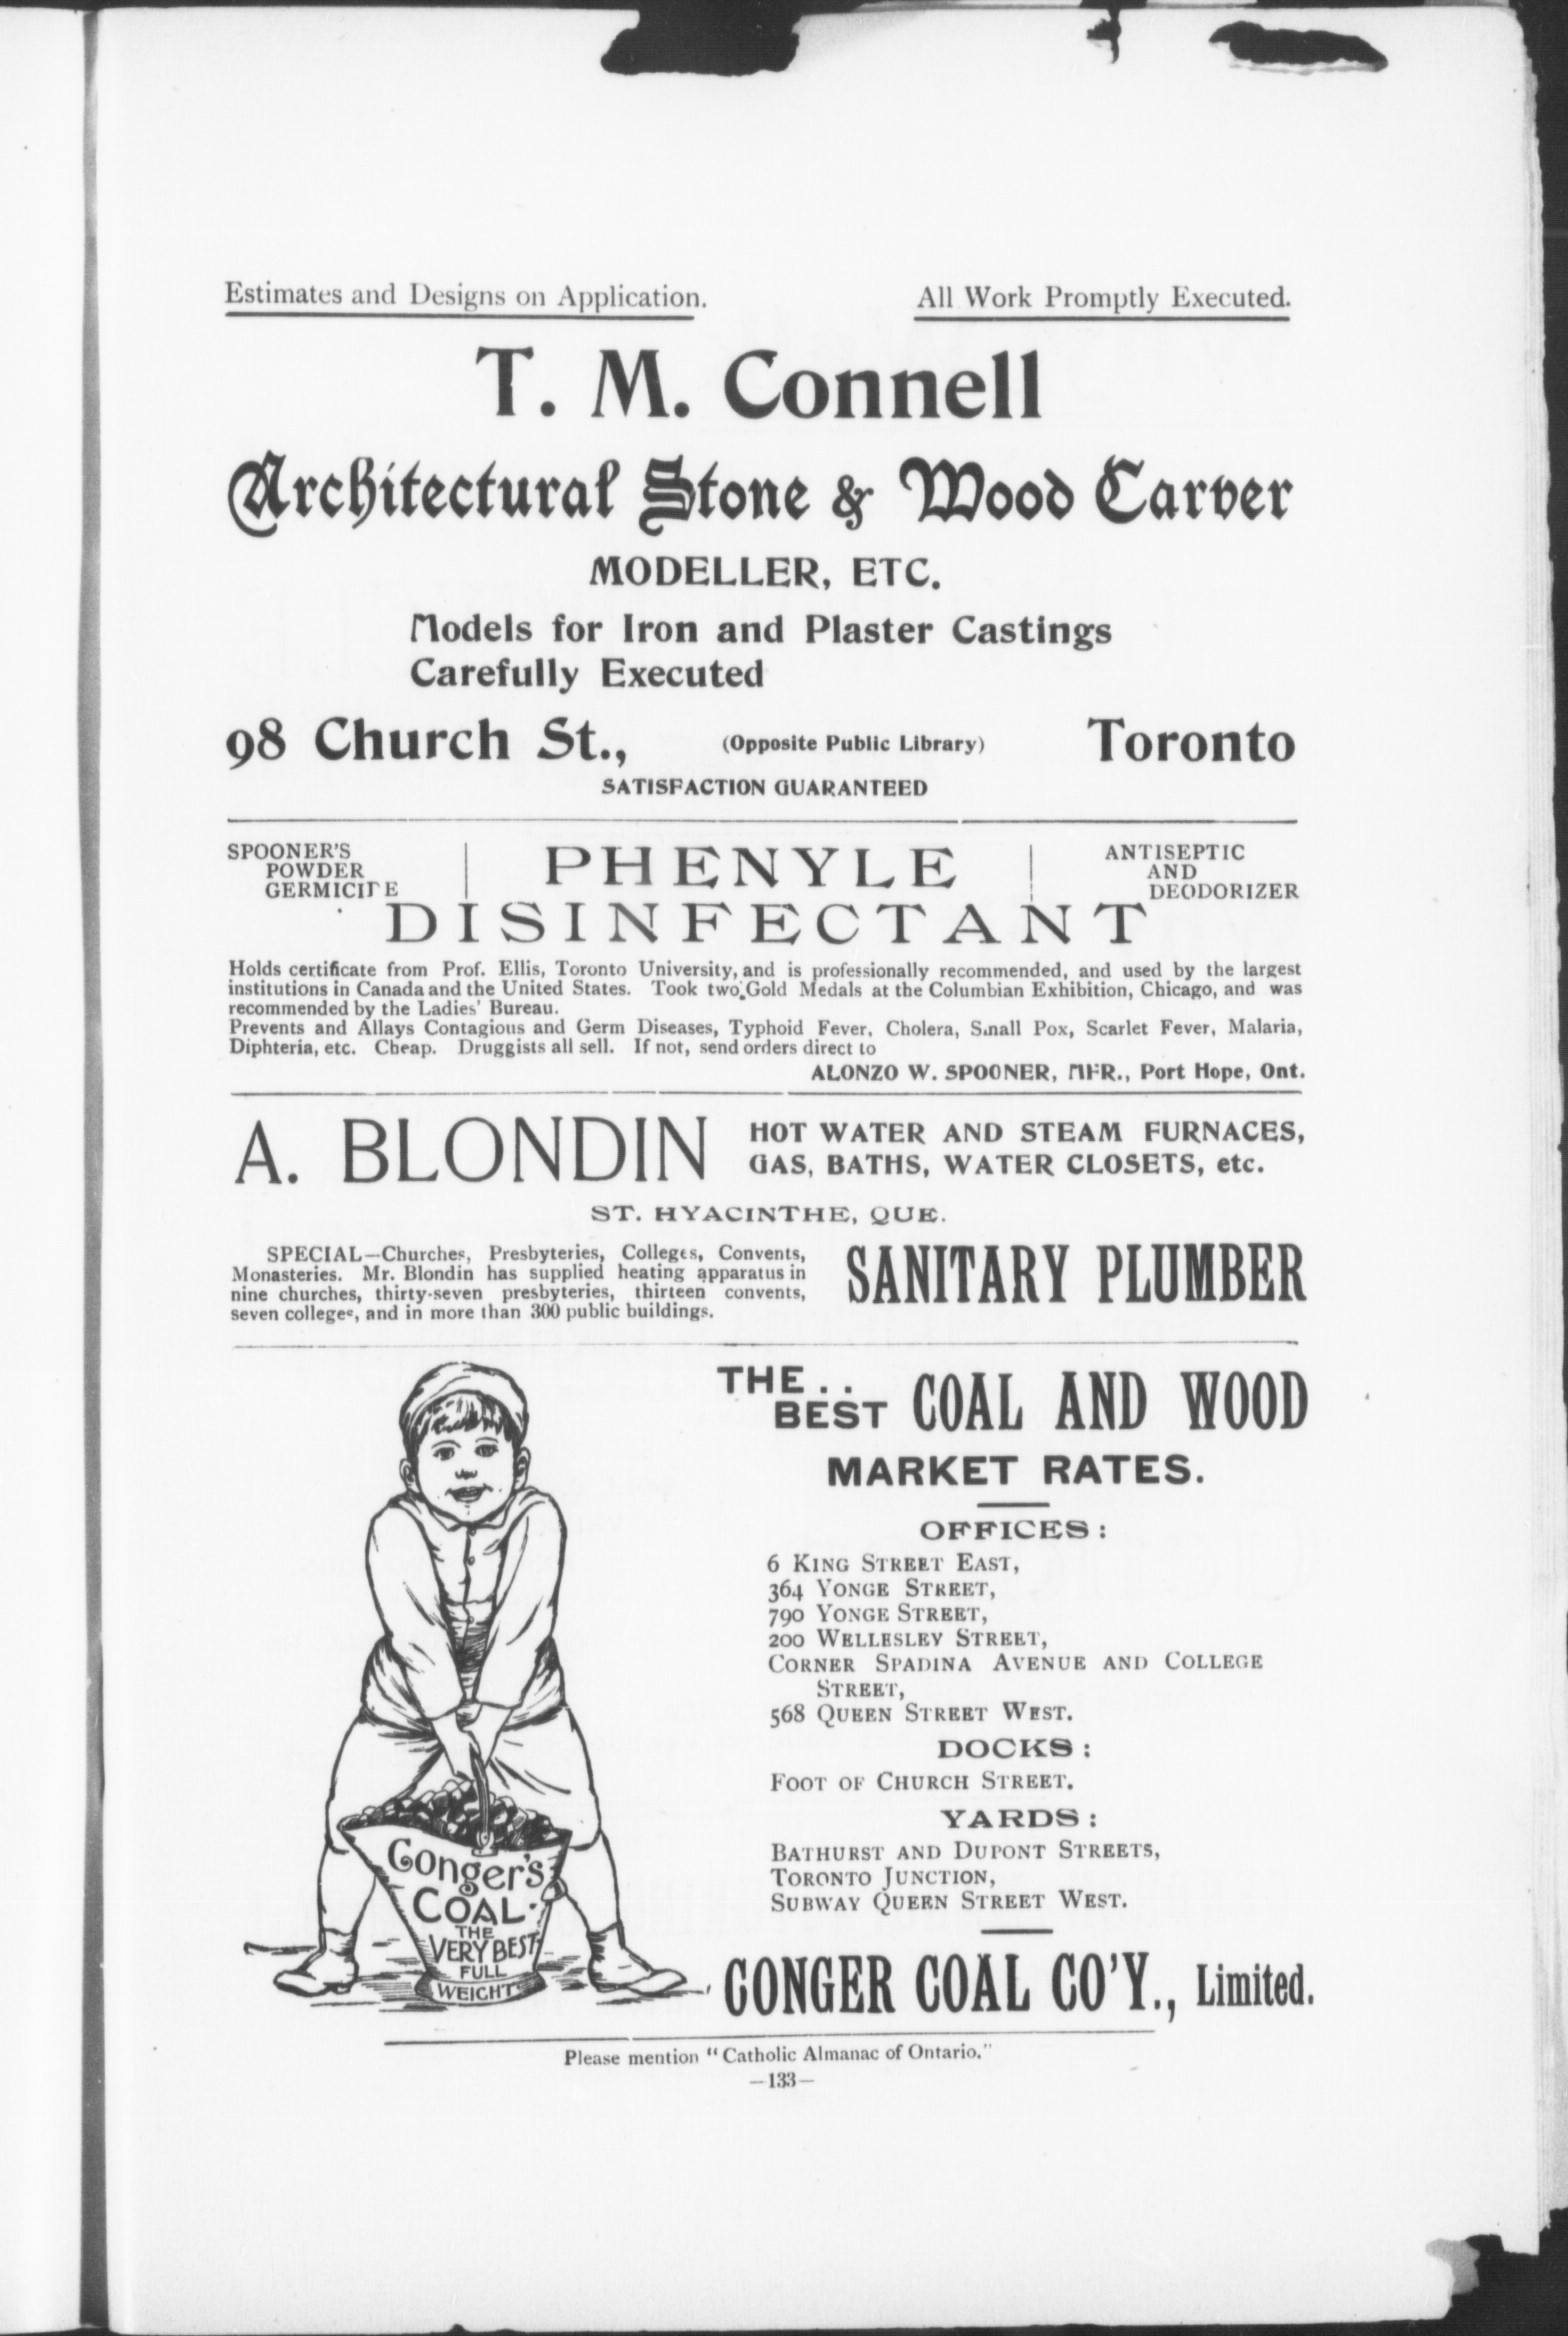 Estimates and Designs on Application. All Work Promptly Executed.
T. M. Connell
Architectural Stone & Wood Carver
MODELLER, ETC.
Models for Iron and Plaster Castings
Carefully Executed
98 Church St., (Opposite Public Library) Toronto
SATISFACTION GUARANTEED
SPOONER'S
POWDER
GERMICIDE
PHENYLE
ANTISEPTIC
AND
DEODORIZER
DISINFECTANT
Holds certificate from Prof. Ellis, Toronto University, and is professionally recommended, and used by the largest
institutions in Canada and the United States. Took two Gold Medals at the Columbian Exhibition, Chicago, and was
recommended by the Ladies' Bureau.
Prevents and Allays Contagious and Germ Diseases, Typhoid Fever, Cholera, Small Pox, Scarlet Fever, Malaria,
Diphteria, etc. Cheap. Druggists all sell. If not, send orders direct to
ALONZO W. SPOONER, MFR., Port Hope, Ont.
A. BLONDIN
HOT WATER AND STEAM FURNACES,
GAS, BATHS, WATER CLOSETS, etc.
ST. HYACINTHE, QUE.
SPECIAL—Churches, Presbyteries, Colleges, Convents,
Monasteries. Mr. Blondin has supplied heating apparatus in
nine churches, thirty-seven presbyteries, thirteen convents,
seven colleges, and in more than 300 public buildings.
SANITARY PLUMBER
THE . .
BEST COAL AND WOOD
MARKET RATES.
OFFICES:
6 KING STREET EAST,
364 YONGE STREET,
790 YONGE STREET,
200 WELLESLEY STREET,
CORNER SPADINA AVENUE AND COLLEGE
STREET,
568 QUEEN STREET WEST.
DOCKS:
FOOT OF CHURCH STREET.
YARDS:
BATHURST AND DUPONT STREETS,
TORONTO JUNCTION,
SUBWAY QUEEN STREET WEST.
Conger's
COAL
THE
VERY BEST
FULL
WEIGHT
CONGER COAL CO'Y., Limited.
Please mention "Catholic Almanac of Ontario."
—133—